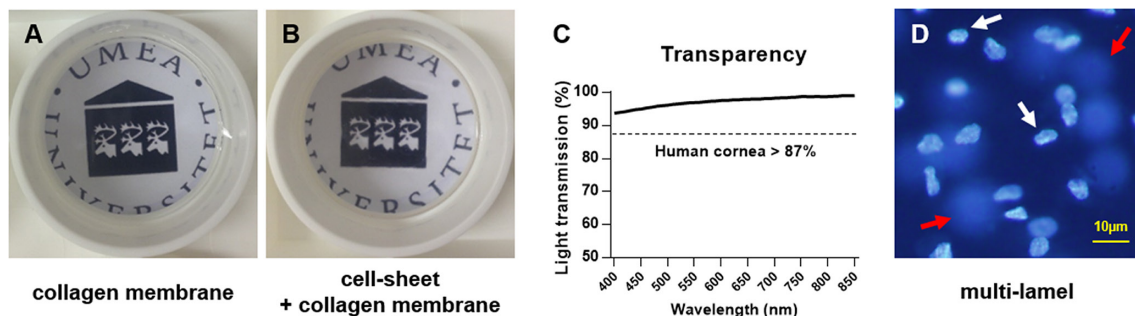 A
UMEA
UNIVERSITET
collagen membrane
B
UMEA
UNIVERSITET
cell-sheet
+ collagen membrane
C
Transparency
Light transmission (%)
100
90
90
70
60
50
Human cornea > 87%
400 450 500 550 600 650 700 750 800 850
Wavelength (nm)
D
10µm
multi-lamel